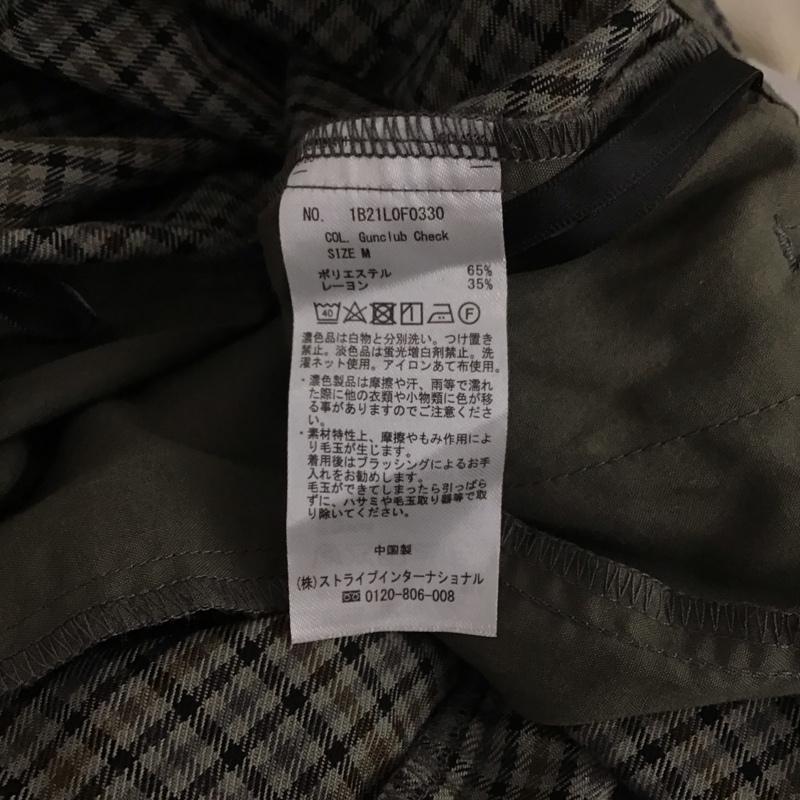 NO. 1B21L0F0330
COL. Gunclub Check
SIZE M
ポリエステル 65%
レーヨン 35%
40 F
濃色品は白物と分別洗い。つけ置き
禁止。淡色品は蛍光増白剤禁止。洗
濯ネット使用。アイロンあて布使用。
・濃色製品は摩擦や汗、雨等で濡れ
た際に他の衣類や小物類に色が移
る事がありますのでご注意くださ
い。
・素材特性上、摩擦やもみ作用によ
り毛玉が生じます。
着用後はブラッシングによるお手
入れをお勧めします。
毛玉ができてしまったら引っぱら
ずに、ハサミや毛玉取り器等で取
り除いてください。
中国製
(株)ストライプインターナショナル
0120-806-008